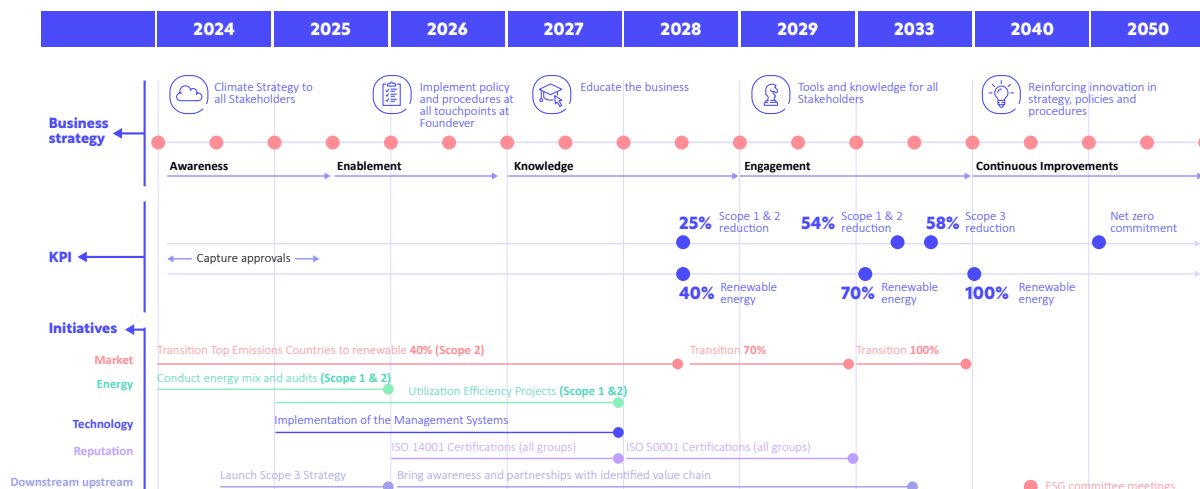 2024 2025 2026 2027 2028 2029 2033 2040 2050
Business
strategy
Climate Strategy to
all Stakeholders
Implement policy
and procedures at
all touchpoints at
Foundever
Educate the business
Tools and knowledge for all
Stakeholders
Reinforcing innovation in
strategy, policies and
procedures
Awareness
Enablement
Knowledge
Engagement
Continuous Improvements
KPI
Capture approvals
25% Scope 1 & 2
reduction
54% Scope 1 & 2
reduction
58% Scope 3
reduction
Net zero
commitment
40% Renewable
energy
70% Renewable
energy
100% Renewable
energy
Initiatives
Market
Transition Top Emissions Countries to renewable 40% (Scope 2)
Transition 70%
Transition 100%
Energy
Conduct energy mix and audits (Scope 1 & 2)
Utilization Efficiency Projects (Scope 1 &2)
Technology
Implementation of the Management Systems
Reputation
ISO 14001 Certifications (all groups)
ISO 50001 Certifications (all groups)
Downstream upstream
Launch Scope 3 Strategy
Bring awareness and partnerships with identified value chain
ESG committee meetings